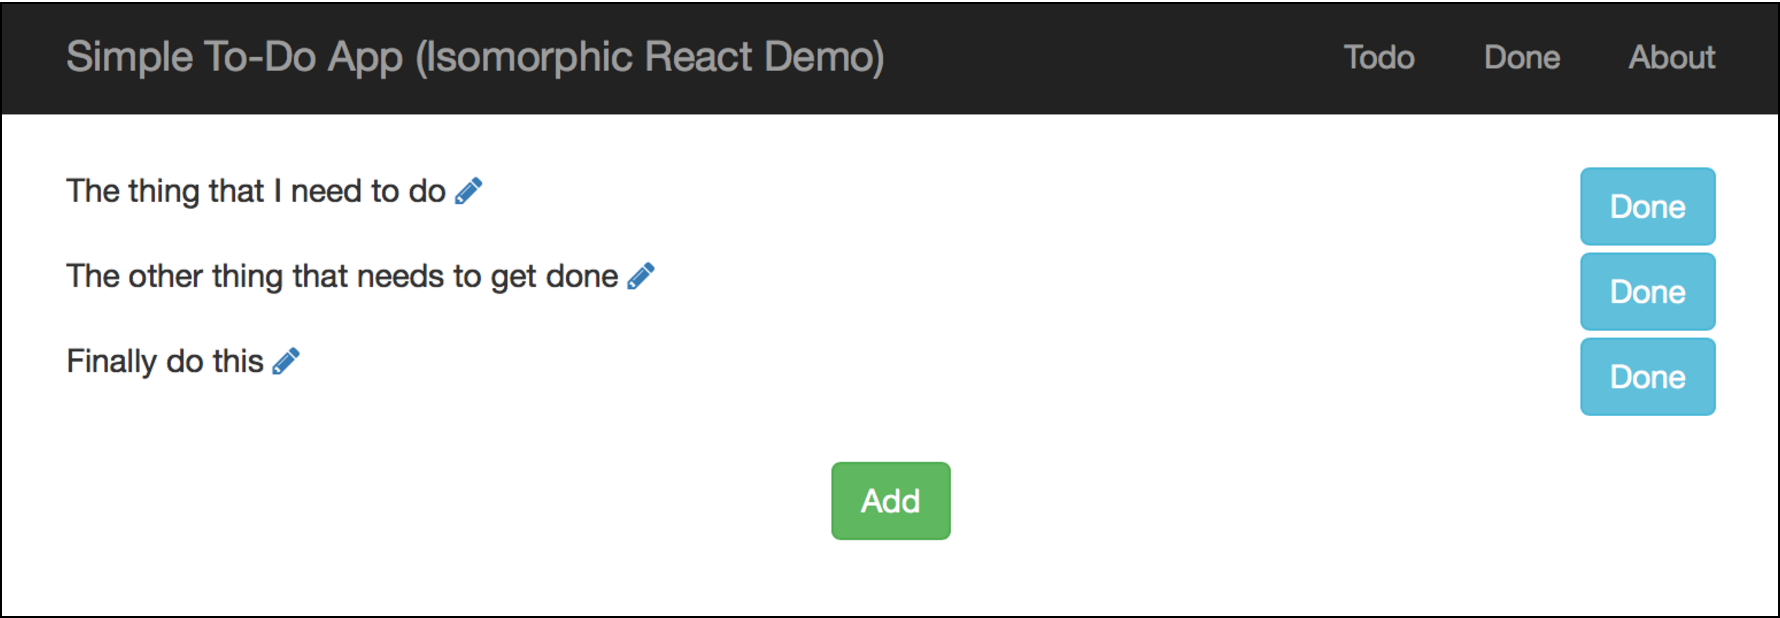 Simple To-Do App (Isomorphic React Demo) Todo Done About
The thing that I need to do Done
The other thing that needs to get done Done
Finally do this Done
Add